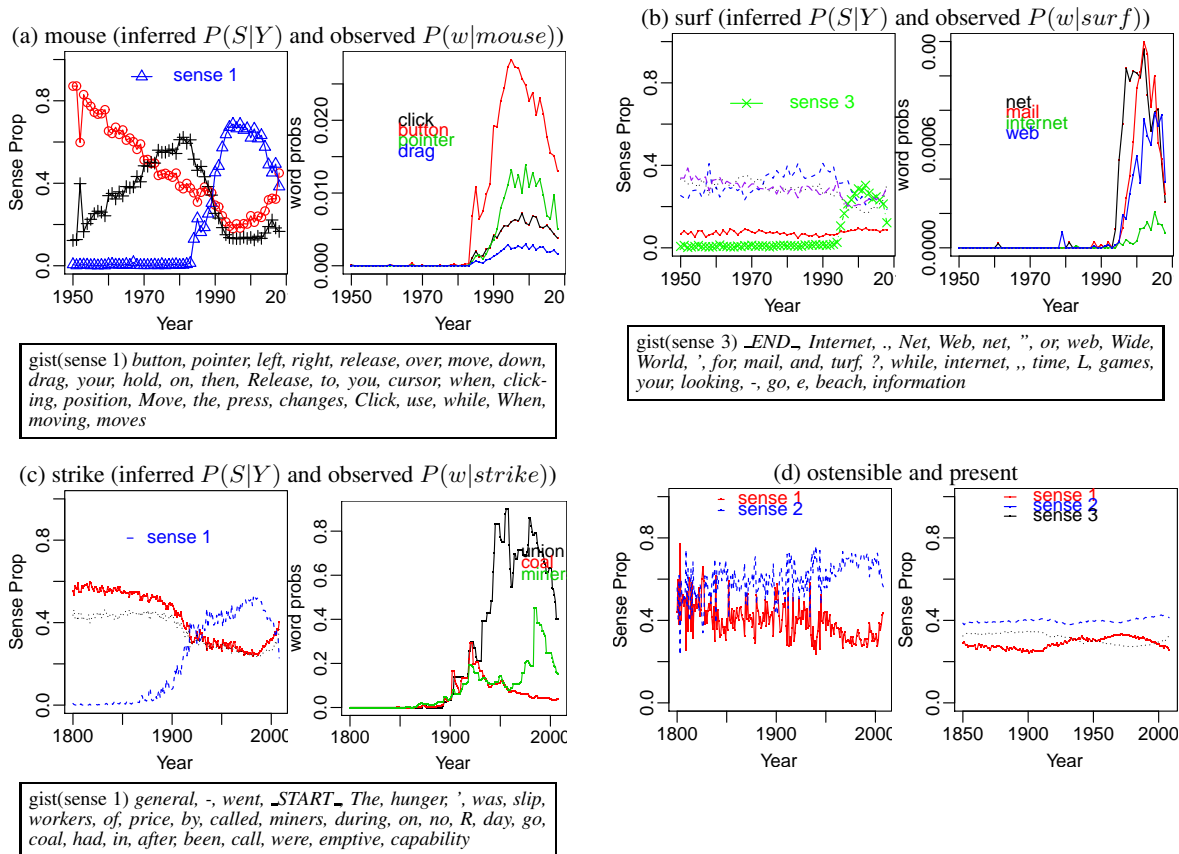 (a) mouse (inferred P(S|Y) and observed P(w|mouse))
sense 1
Sense Prop
0.0 0.4 0.8
1950 1970 1990 20
Year
click
button
pointer
drag
0.000 0.010 0.020
1950 1970 1990 20
Year
gist(sense 1) button, pointer, left, right, release, over, move, down,
drag, your, hold, on, then, Release, to, you, cursor, when, click-
ing, position, Move, the, press, changes, Click, use, while, When,
moving, moves
(b) surf (inferred P(S|Y) and observed P(w|surf))
sense 3
Sense Prop
0.0 0.4 0.8
1950 1970 1990 20
Year
net
mail
internet
web
word probs
0.0000 0.0006 0.00
1950 1970 1990 20
Year
gist(sense 3) _END_, Internet, ., Net, Web, net, ”, or, web, Wide,
World, ’, for, mail, and, turf, ?, while, internet, ,, time, L, games,
your, looking, -, go, e, beach, information
(c) strike (inferred P(S|Y) and observed P(w|strike))
sense 1
Sense Prop
0.0 0.4 0.8
1800 1900 2000
Year
union
coal
miner
word probs
0.0 0.2 0.4 0.6 0.8
1800 1900 2000
Year
gist(sense 1) general, -, went, _START_, The, hunger, ’, was, slip,
workers, of, price, by, called, miners, during, on, no, R, day, go,
coal, had, in, after, been, call, were, emptive, capability
(d) ostensible and present
sense 1
sense 2
Sense Prop
0.0 0.4 0.8
1800 1850 1900 1950 2000
Year
sense 1
sense 2
sense 3
Sense Prop
0.0 0.4 0.8
1850 1900 1950 2000
Year